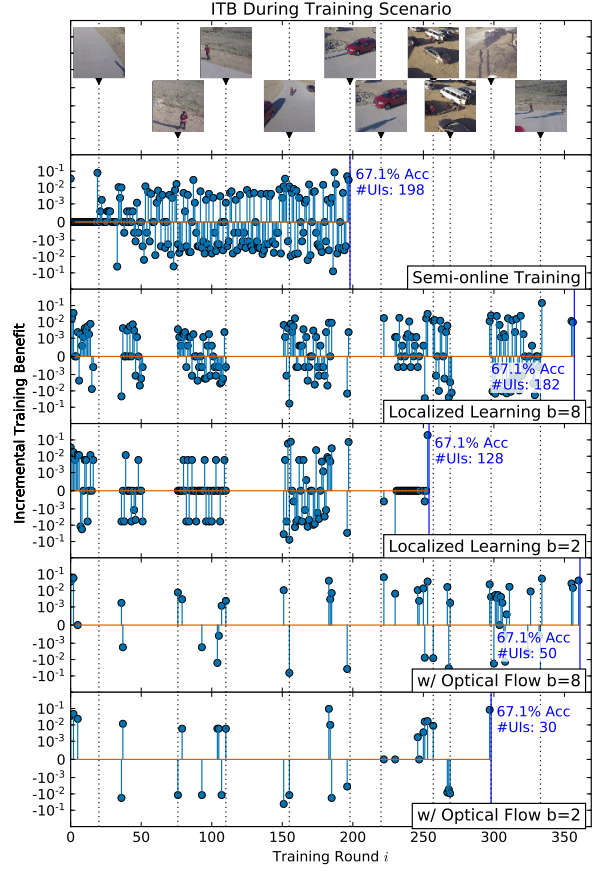 ITB During Training Scenario
10⁻¹
10⁻²
10⁻³
0
-10⁻³
-10⁻²
-10⁻¹
67.1% Acc
#UIs: 198
Semi-online Training
10⁻¹
10⁻²
10⁻³
0
-10⁻³
-10⁻²
-10⁻¹
67.1% Acc
#UIs: 182
Localized Learning b=8
Incremental Training Benefit
10⁻¹
10⁻²
10⁻³
0
-10⁻³
-10⁻²
-10⁻¹
67.1% Acc
#UIs: 128
Localized Learning b=2
10⁻¹
10⁻²
10⁻³
0
-10⁻³
-10⁻²
-10⁻¹
67.1% Acc
#UIs: 50
w/ Optical Flow b=8
10⁻¹
10⁻²
10⁻³
0
-10⁻³
-10⁻²
-10⁻¹
67.1% Acc
#UIs: 30
w/ Optical Flow b=2
0 50 100 150 200 250 300 350
Training Round i